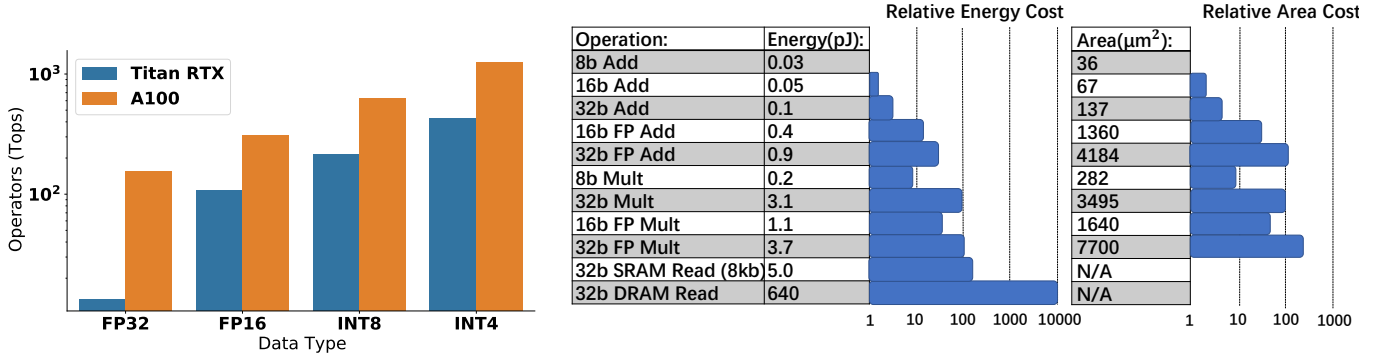 Operators (Tops)
10³
10²
Titan RTX
A100
FP32 FP16 INT8 INT4
Data Type
Relative Energy Cost
Operation: Energy(pJ):
8b Add 0.03
16b Add 0.05
32b Add 0.1
16b FP Add 0.4
32b FP Add 0.9
8b Mult 0.2
32b Mult 3.1
16b FP Mult 1.1
32b FP Mult 3.7
32b SRAM Read (8kb) 5.0
32b DRAM Read 640
1 10 100 1000 10000
Relative Area Cost
Area(μm²):
36
67
137
1360
4184
282
3495
1640
7700
N/A
N/A
1 10 100 1000